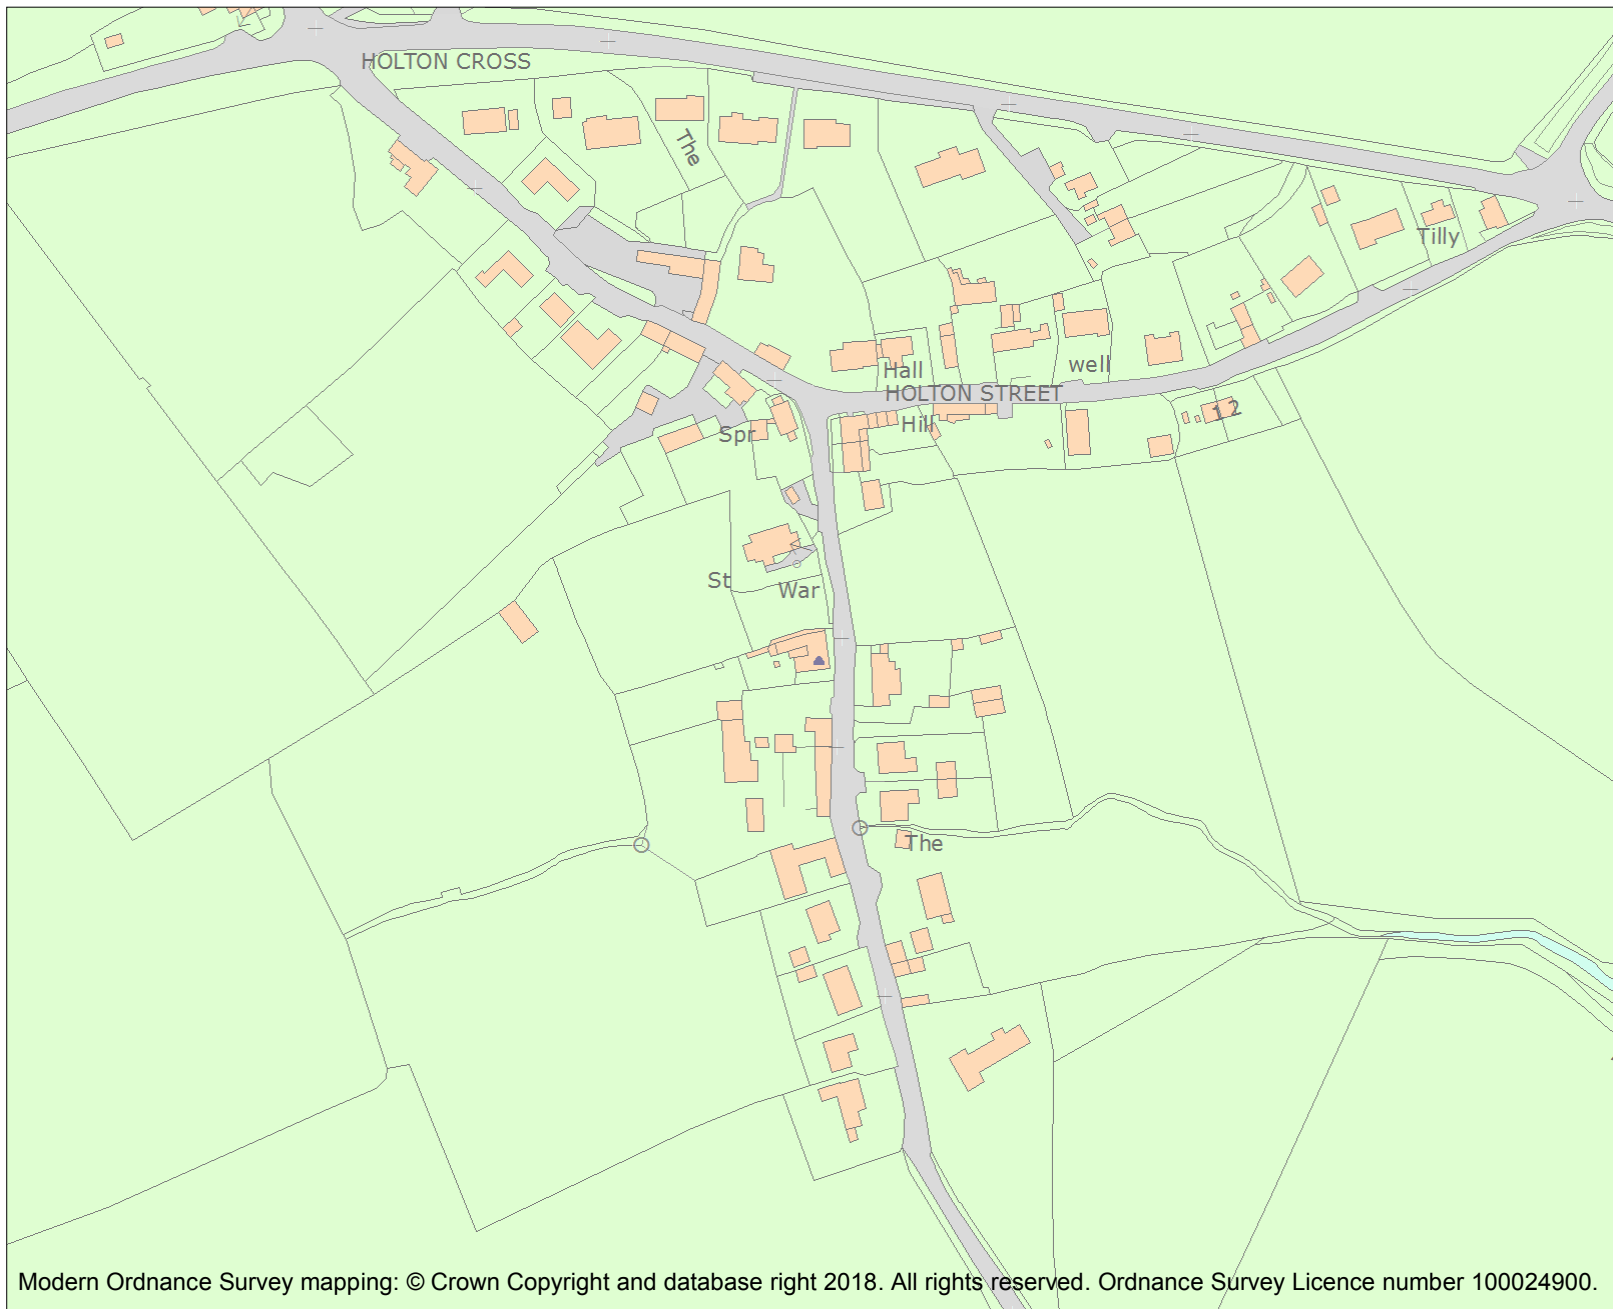 HOLTON CROSS
The
Tilly
well
Hall
HOLTON STREET
12
Hill
Spr
St
War
The
Modern Ordnance Survey mapping: © Crown Copyright and database right 2018. All rights reserved. Ordnance Survey Licence number 100024900.